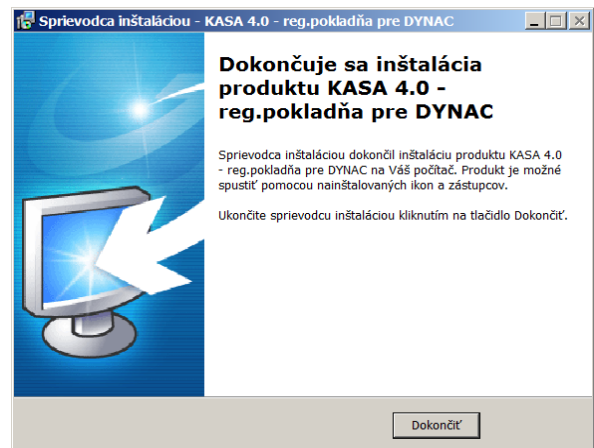 Sprievodca inštaláciou - KASA 4.0 - reg.pokladňa pre DYNAC
Dokončuje sa inštalácia
produktu KASA 4.0 -
reg.pokladňa pre DYNAC
Sprievodca inštaláciou dokončil inštaláciu produktu KASA 4.0
- reg.pokladňa pre DYNAC na Váš počítač. Produkt je možné
spustiť pomocou nainštalovaných ikon a zástupcov.
Ukončite sprievodcu inštaláciou kliknutím na tlačidlo Dokončiť.
Dokončiť